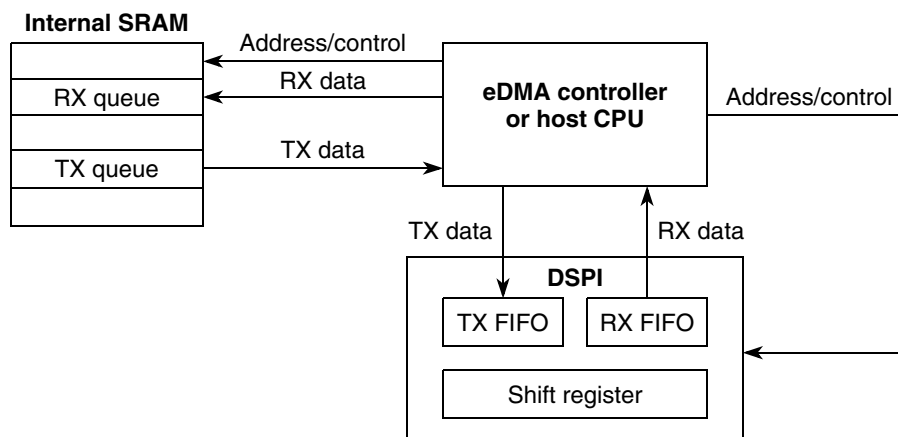 Internal SRAM
Address/control
RX data
RX queue
eDMA controller
or host CPU
Address/control
TX data
TX queue
TX data
RX data
DSPI
TX FIFO
RX FIFO
Shift register